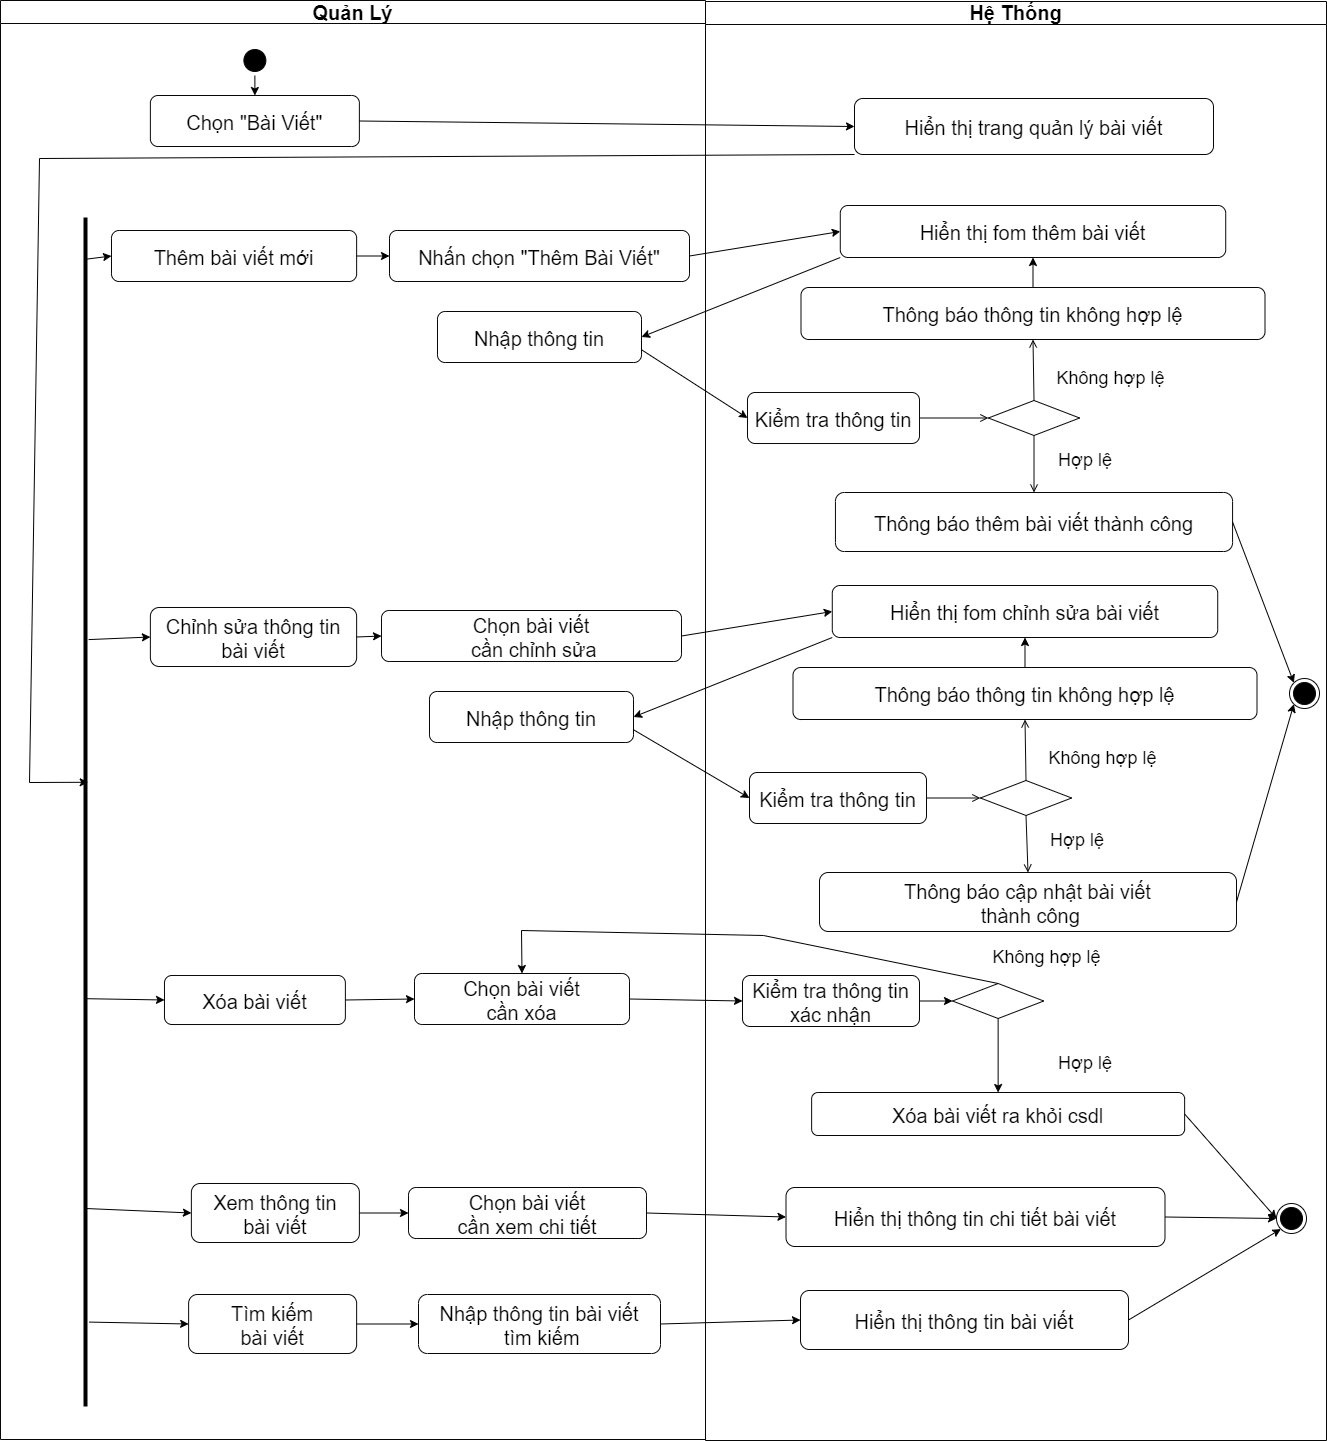 Quản Lý
Hệ Thống
Chọn "Bài Viết"
Hiển thị trang quản lý bài viết
Thêm bài viết mới
Nhấn chọn "Thêm Bài Viết"
Hiển thị fom thêm bài viết
Thông báo thông tin không hợp lệ
Nhập thông tin
Không hợp lệ
Kiểm tra thông tin
Hợp lệ
Thông báo thêm bài viết thành công
Chỉnh sửa thông tin
bài viết
Chọn bài viết
cần chỉnh sửa
Hiển thị fom chỉnh sửa bài viết
Thông báo thông tin không hợp lệ
Nhập thông tin
Không hợp lệ
Kiểm tra thông tin
Hợp lệ
Thông báo cập nhật bài viết
thành công
Không hợp lệ
Xóa bài viết
Chọn bài viết
cần xóa
Kiểm tra thông tin
xác nhận
Hợp lệ
Xóa bài viết ra khỏi csdl
Xem thông tin
bài viết
Chọn bài viết
cần xem chi tiết
Hiển thị thông tin chi tiết bài viết
Tìm kiếm
bài viết
Nhập thông tin bài viết
tìm kiếm
Hiển thị thông tin bài viết